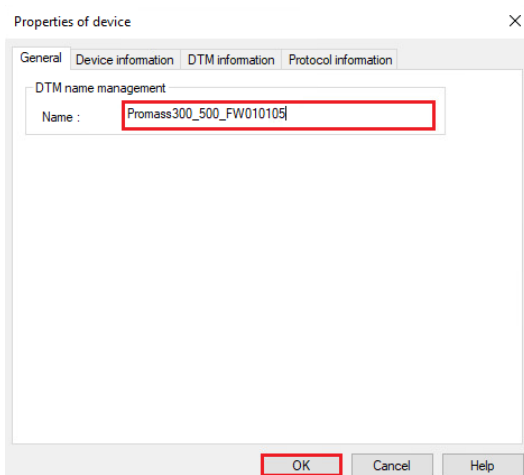 Properties of device
General Device information DTM information Protocol information
DTM name management
Name : Promass300_500_FW010105
OK Cancel Help